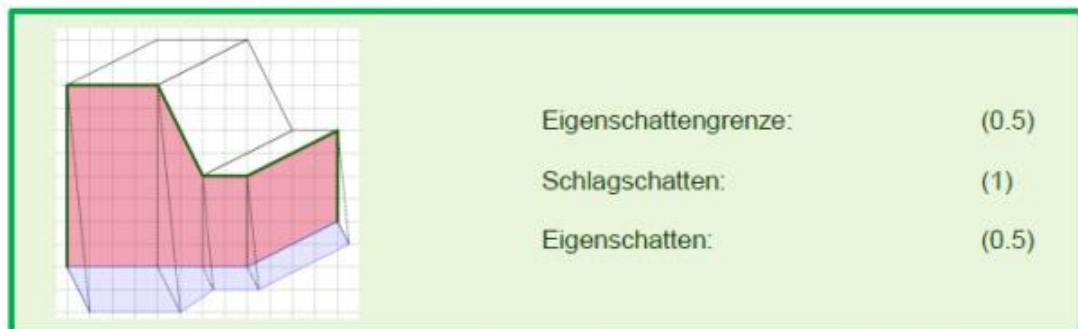 Eigenschattengrenze: (0.5)
Schlagschatten: (1)
Eigenschatten: (0.5)